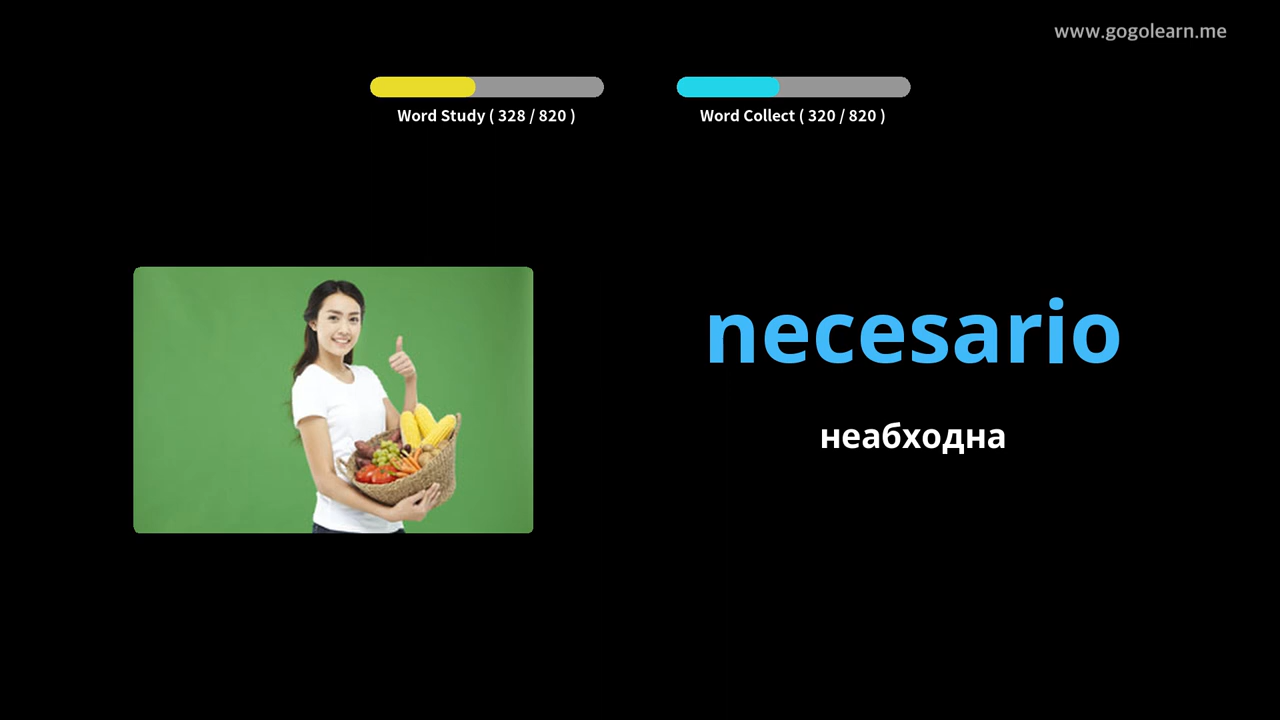 www.gogolearn.me
Word Study ( 328 / 820 )
Word Collect ( 320 / 820 )
necesario
неабходна